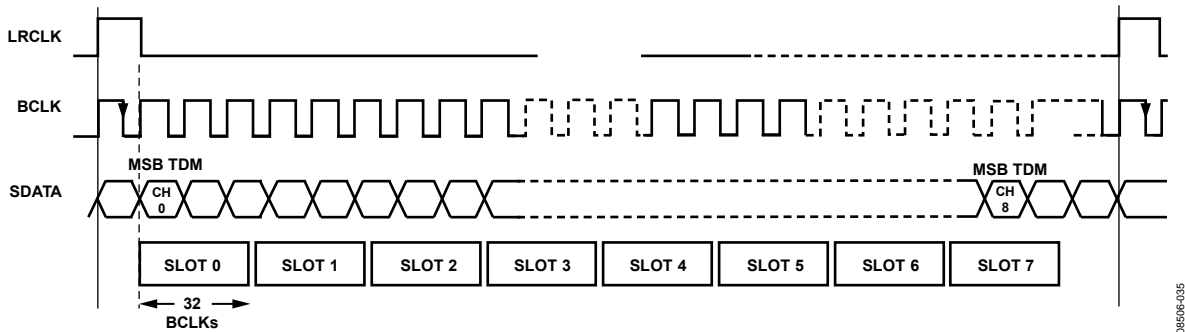 LRCLK
BCLK
MSB TDM
MSB TDM
SDATA
CH
0
CH
8
SLOT 0
SLOT 1
SLOT 2
SLOT 3
SLOT 4
SLOT 5
SLOT 6
SLOT 7
32
BCLKs
08506-035